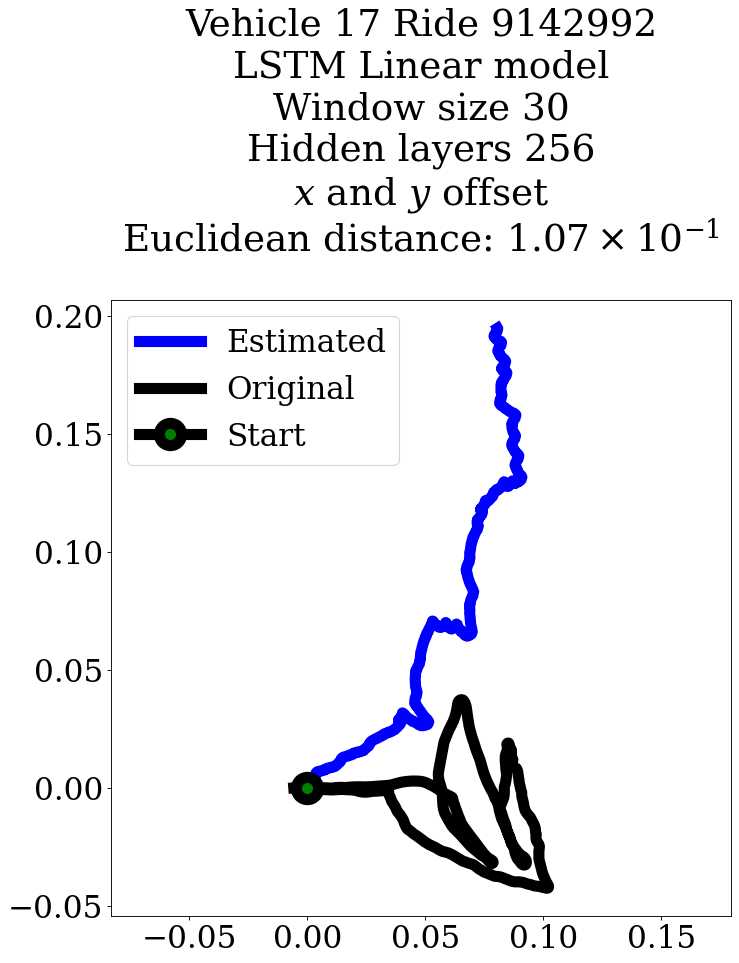 Vehicle 17 Ride 9142992
LSTM Linear model
Window size 30
Hidden layers 256
x and y offset
Euclidean distance: 1.07 × 10⁻¹
Estimated
Original
Start
0.20
0.15
0.10
0.05
0.00
−0.05
−0.05 0.00 0.05 0.10 0.15